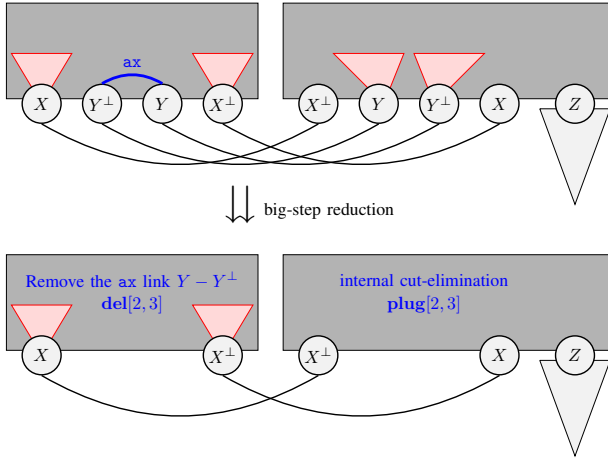 ax
X Y⊥ Y X⊥ X⊥ Y Y⊥ X Z
big-step reduction
Remove the ax link Y − Y⊥ internal cut-elimination
del[2, 3] plug[2, 3]
X X⊥ X⊥ X Z